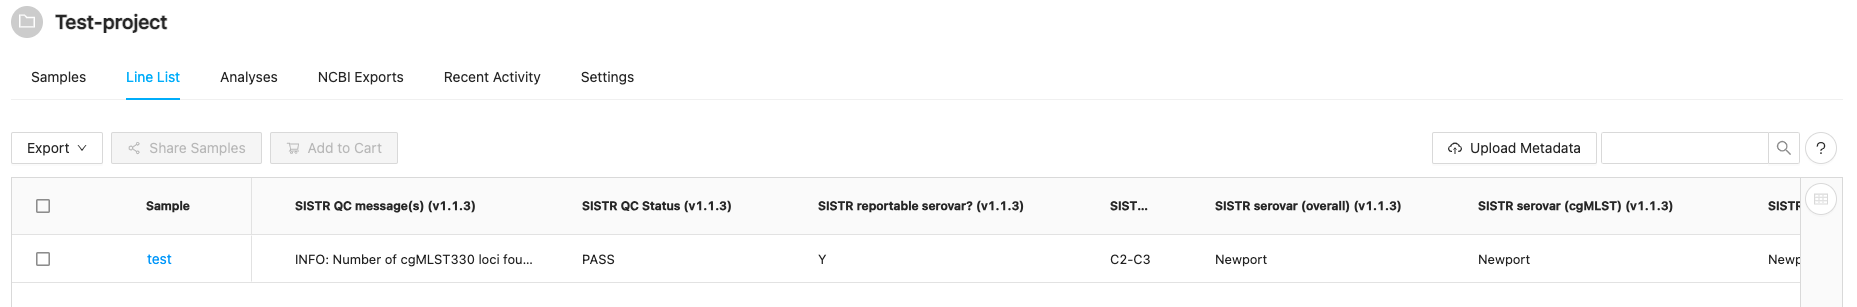 Test-project
Samples Line List Analyses NCBI Exports Recent Activity Settings
Export Share Samples Add to Cart Upload Metadata ?
Sample SISTR QC message(s) (v1.1.3) SISTR QC Status (v1.1.3) SISTR reportable serovar? (v1.1.3) SIST... SISTR serovar (overall) (v1.1.3) SISTR serovar (cgMLST) (v1.1.3) SISTR
test INFO: Number of cgMLST330 loci fou... PASS Y C2-C3 Newport Newport Newp